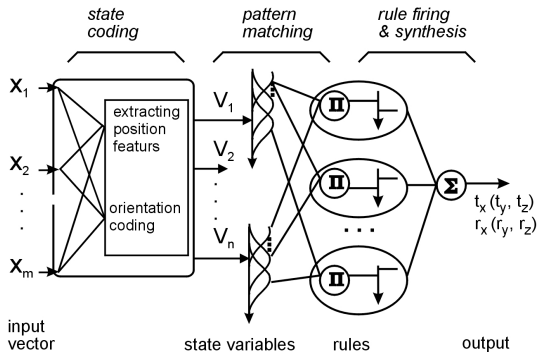 state coding
pattern matching
rule firing & synthesis
X1
X2
Xm
extracting position featurs
orientation coding
V1
V2
Vn
Π
Π
Π
Σ
tx (ty, tz)
rx (ry, rz)
input vector
state variables
rules
output